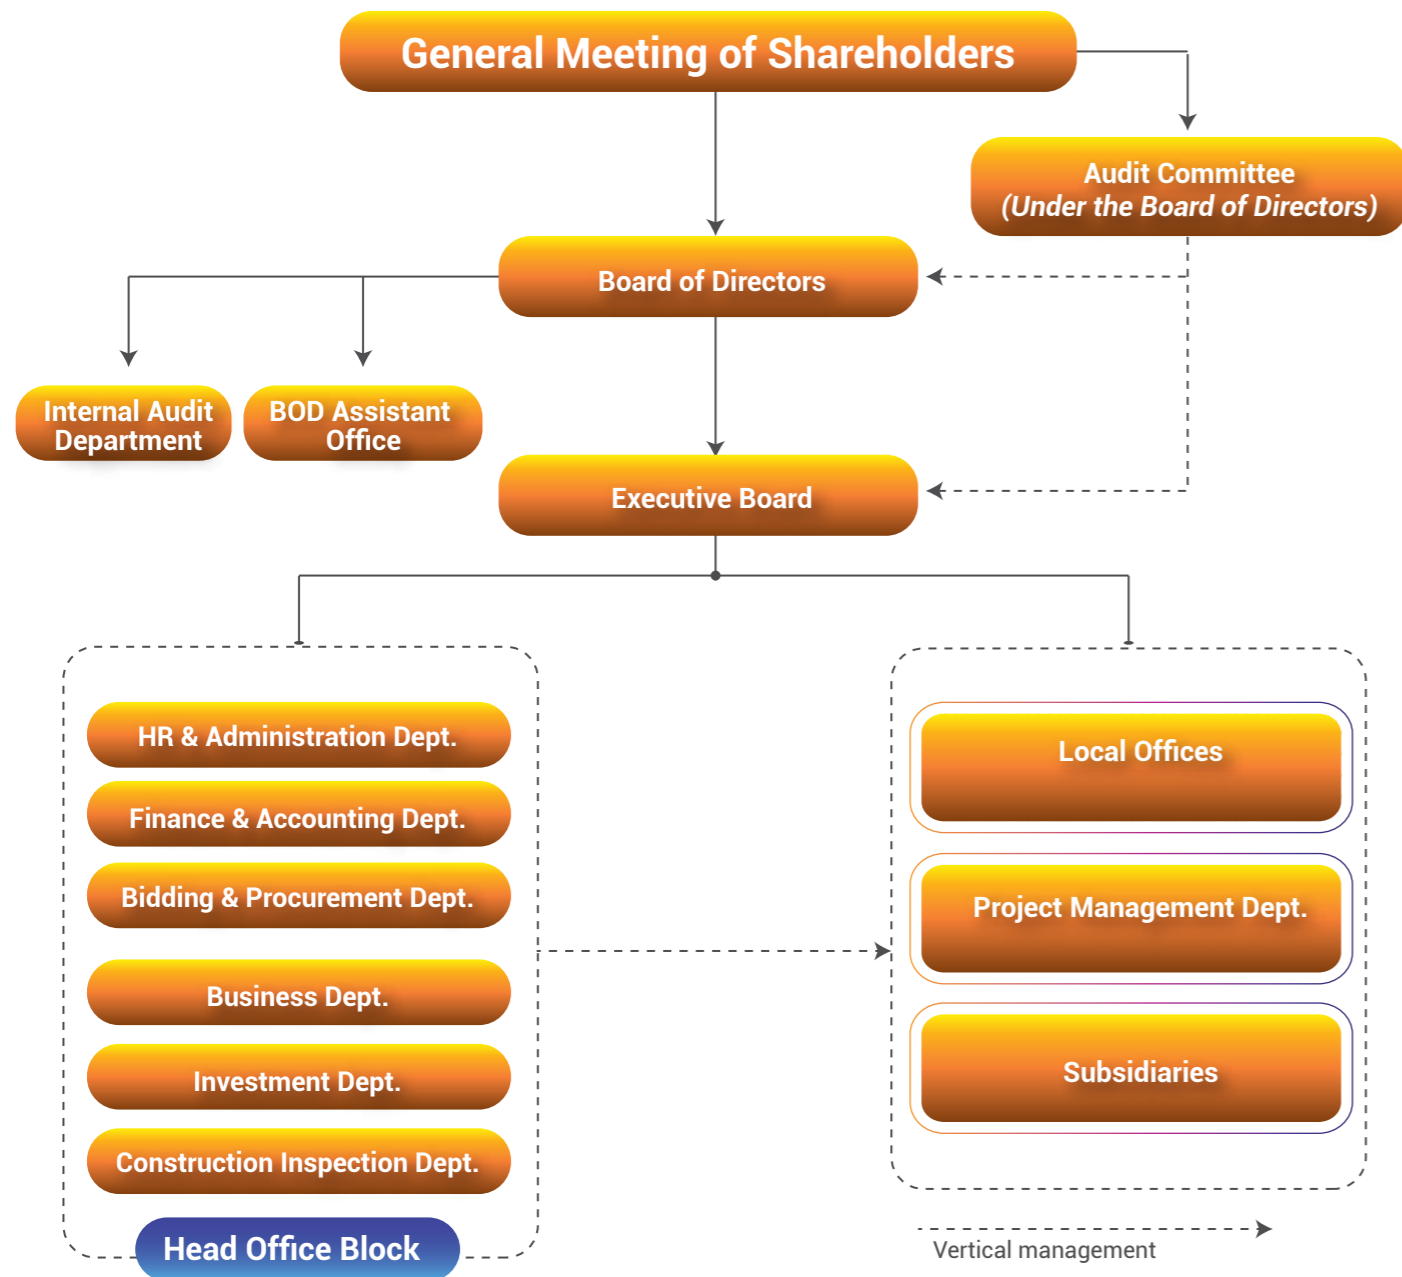 General Meeting of Shareholders
Audit Committee
(Under the Board of Directors)
Board of Directors
Internal Audit
Department
BOD Assistant
Office
Executive Board
HR & Administration Dept.
Finance & Accounting Dept.
Bidding & Procurement Dept.
Business Dept.
Investment Dept.
Construction Inspection Dept.
Head Office Block
Local Offices
Project Management Dept.
Subsidiaries
Vertical management